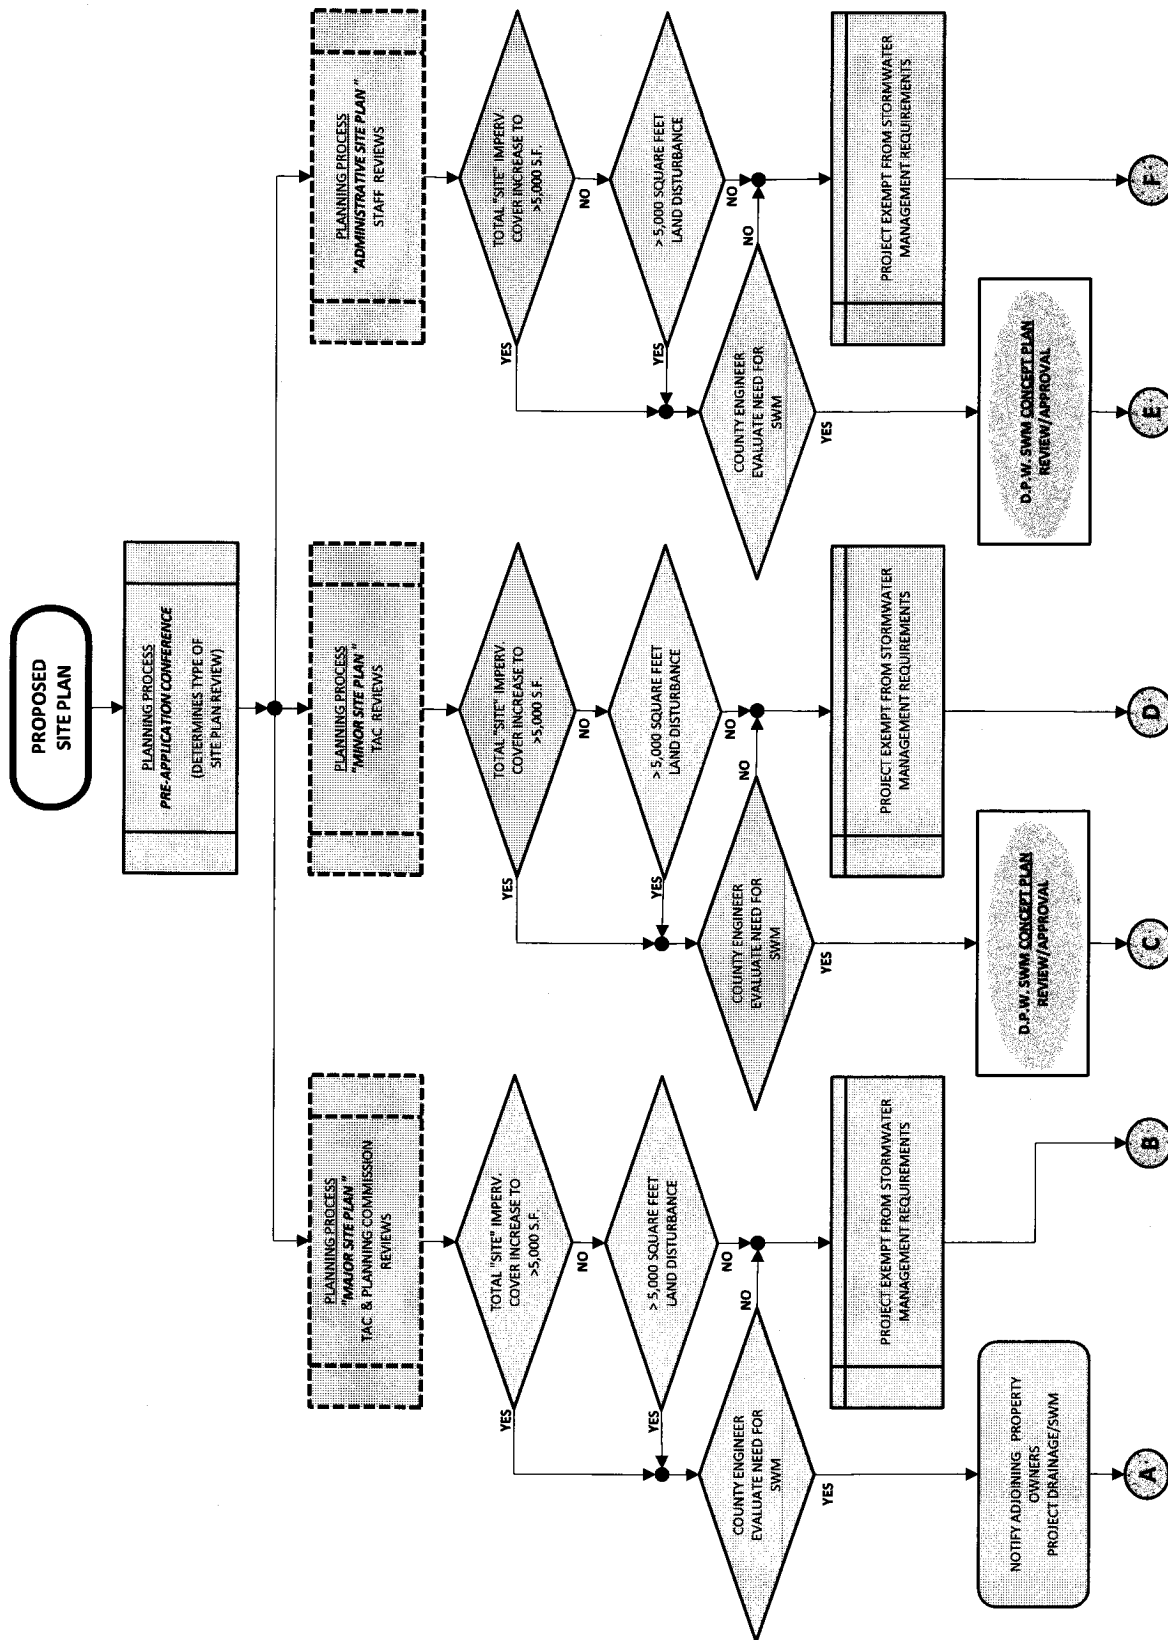 PROPOSED
SITE PLAN
PLANNING PROCESS
PRE-APPLICATION CONFERENCE
(DETERMINES TYPE OF
SITE PLAN REVIEW)
PLANNING PROCESS
"MAJOR SITE PLAN"
TAC & PLANNING COMMISSION
REVIEWS
TOTAL "SITE" IMPERV.
COVER INCREASE TO
>5,000 S.F.
YES
NO
> 5,000 SQUARE FEET
LAND DISTURBANCE
YES
NO
COUNTY ENGINEER
EVALUATE NEED FOR
SWM
NO
YES
PROJECT EXEMPT FROM STORMWATER
MANAGEMENT REQUIREMENTS
NOTIFY ADJOINING PROPERTY
OWNERS
PROJECT DRAINAGE/SWM
A
B
PLANNING PROCESS
"MINOR SITE PLAN"
TAC REVIEWS
TOTAL "SITE" IMPERV.
COVER INCREASE TO
>5,000 S.F.
YES
NO
> 5,000 SQUARE FEET
LAND DISTURBANCE
YES
NO
COUNTY ENGINEER
EVALUATE NEED FOR
SWM
NO
YES
PROJECT EXEMPT FROM STORMWATER
MANAGEMENT REQUIREMENTS
D.P.W. SWM CONCEPT PLAN
REVIEW/APPROVAL
C
D
PLANNING PROCESS
"ADMINISTRATIVE SITE PLAN"
STAFF REVIEWS
TOTAL "SITE" IMPERV.
COVER INCREASE TO
>5,000 S.F.
YES
NO
> 5,000 SQUARE FEET
LAND DISTURBANCE
YES
NO
COUNTY ENGINEER
EVALUATE NEED FOR
SWM
NO
YES
PROJECT EXEMPT FROM STORMWATER
MANAGEMENT REQUIREMENTS
D.P.W. SWM CONCEPT PLAN
REVIEW/APPROVAL
E
F